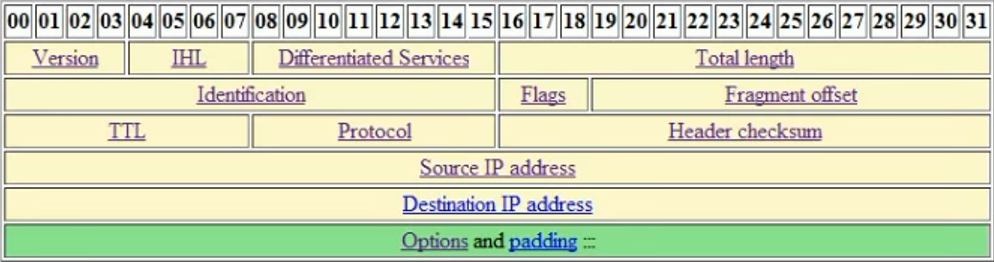 00 01 02 03 04 05 06 07 08 09 10 11 12 13 14 15 16 17 18 19 20 21 22 23 24 25 26 27 28 29 30 31
Version IHL Differentiated Services Total length
Identification Flags Fragment offset
TTL Protocol Header checksum
Source IP address
Destination IP address
Options and padding :::